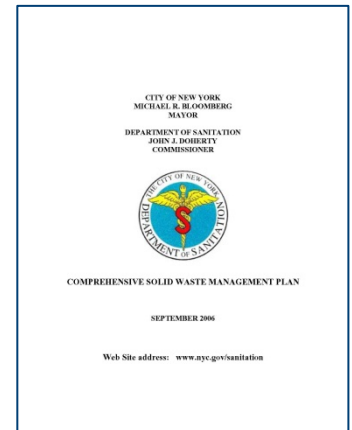 CITY OF NEW YORK
MICHAEL R. BLOOMBERG
MAYOR
DEPARTMENT OF SANITATION
JOHN J. DOHERTY
COMMISSIONER
THE CITY OF NEW YORK
S
DEPARTMENT OF SANITATION
COMPREHENSIVE SOLID WASTE MANAGEMENT PLAN
SEPTEMBER 2006
Web Site address: www.nyc.gov/sanitation